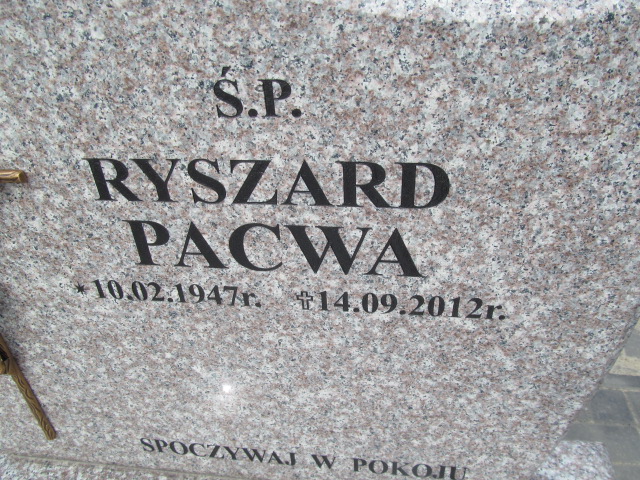 Ś.P.
RYSZARD
PACWA
*10.02.1947r. ✝14.09.2012r.
SPOCZYWAJ W POKOJU